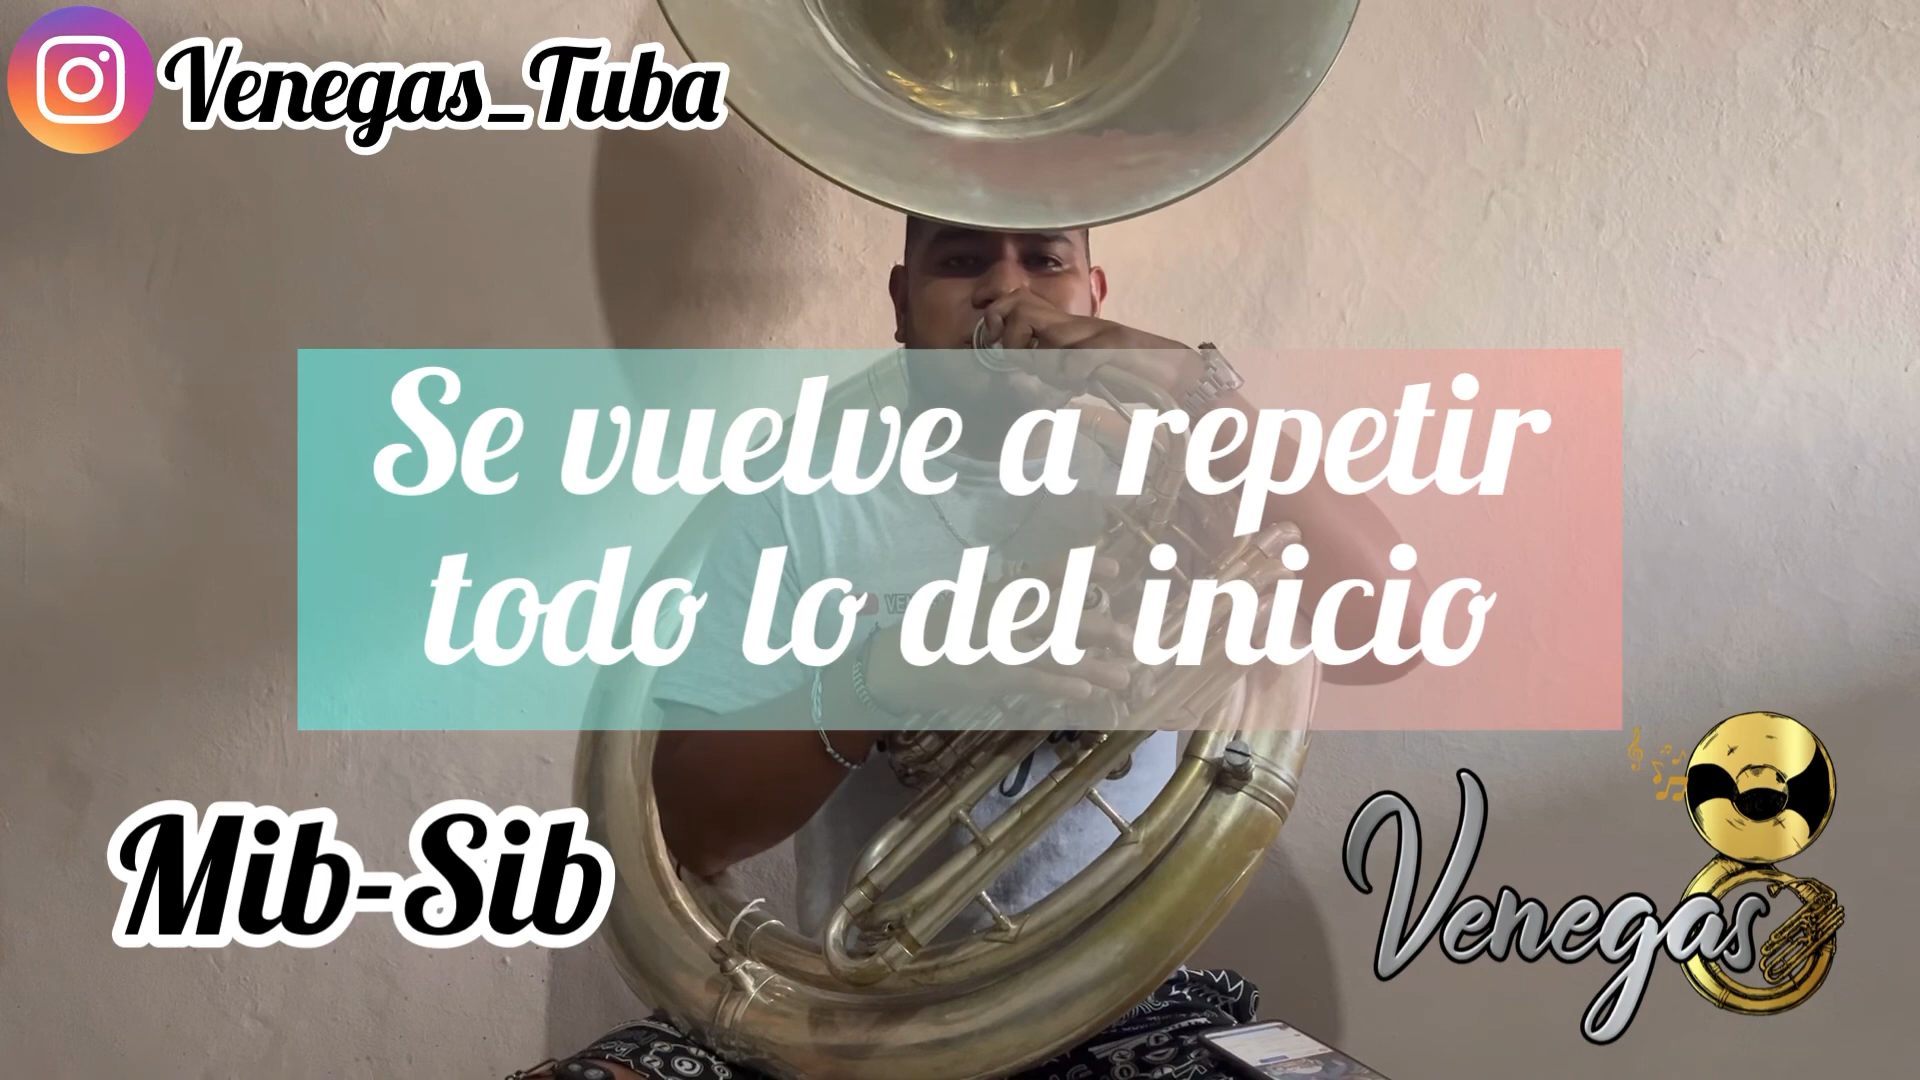 Venegas_Tuba
Se vuelve a repetir
todo lo del inicio
Mib-Sib
Venegas